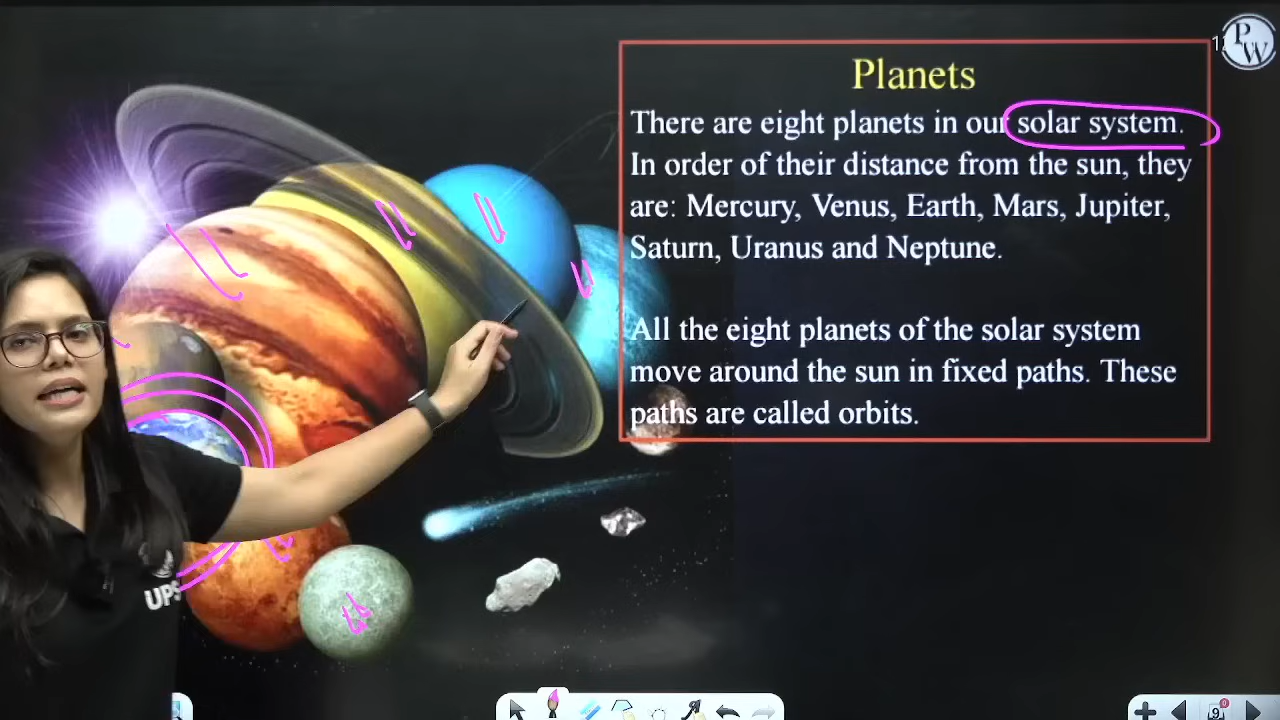 PW
Planets
There are eight planets in our solar system.
In order of their distance from the sun, they
are: Mercury, Venus, Earth, Mars, Jupiter,
Saturn, Uranus and Neptune.
All the eight planets of the solar system
move around the sun in fixed paths. These
paths are called orbits.
UPS
9